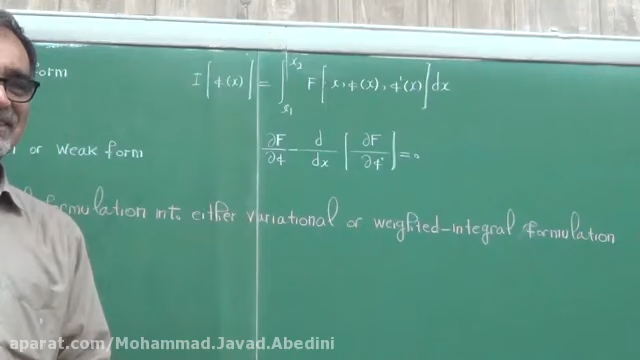 orm
I[φ(x)] = ∫_{x₁}^{x₂} F[x, φ(x), φ'(x)] dx
∂F/∂φ - d/dx [∂F/∂φ'] = 0
or Weak form
formulation into either variational or weighted-integral formulation
aparat.com/Mohammad.Javad.Abedini